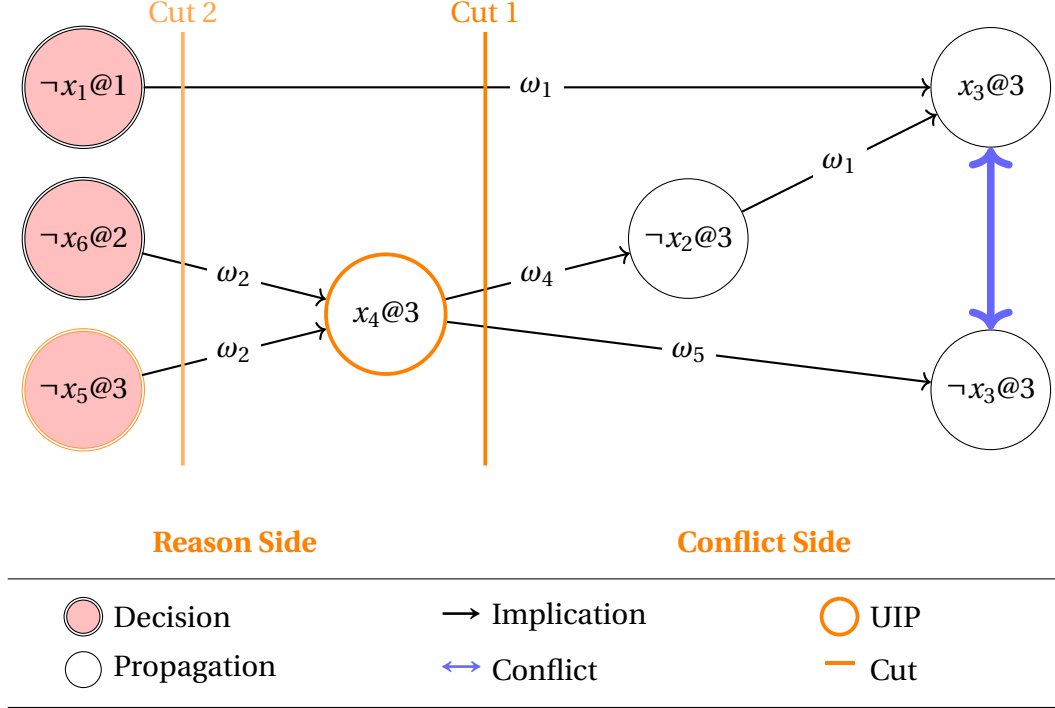 Cut 2
Cut 1
¬x₁@1
ω₁
x₃@3
ω₁
¬x₆@2
¬x₂@3
ω₂
ω₄
x₄@3
ω₂
ω₅
¬x₅@3
¬x₃@3
Reason Side
Conflict Side
Decision
Implication
UIP
Propagation
Conflict
Cut